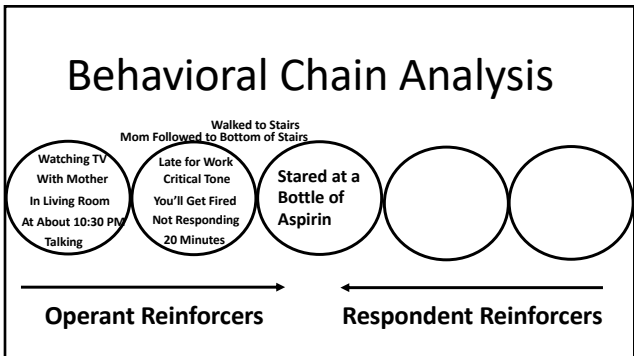 Behavioral Chain Analysis
Walked to Stairs
Mom Followed to Bottom of Stairs
Watching TV
With Mother
In Living Room
At About 10:30 PM
Talking
Late for Work
Critical Tone
You'll Get Fired
Not Responding
20 Minutes
Stared at a
Bottle of
Aspirin
Operant Reinforcers
Respondent Reinforcers